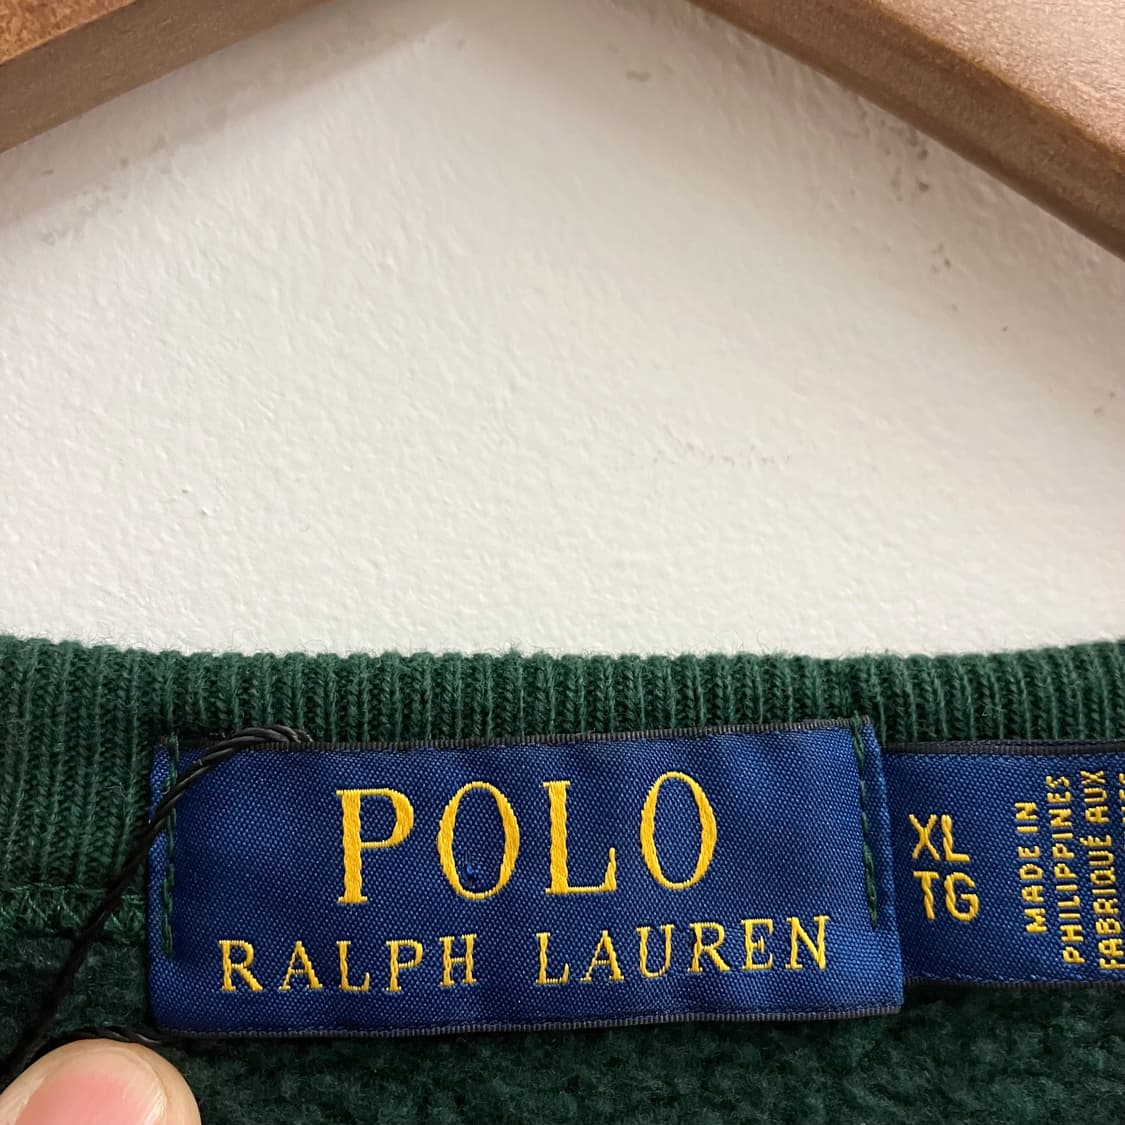 POLO
RALPH LAUREN
XL
TG
MADE IN
PHILIPPINES
FABRIQUÉ AUX